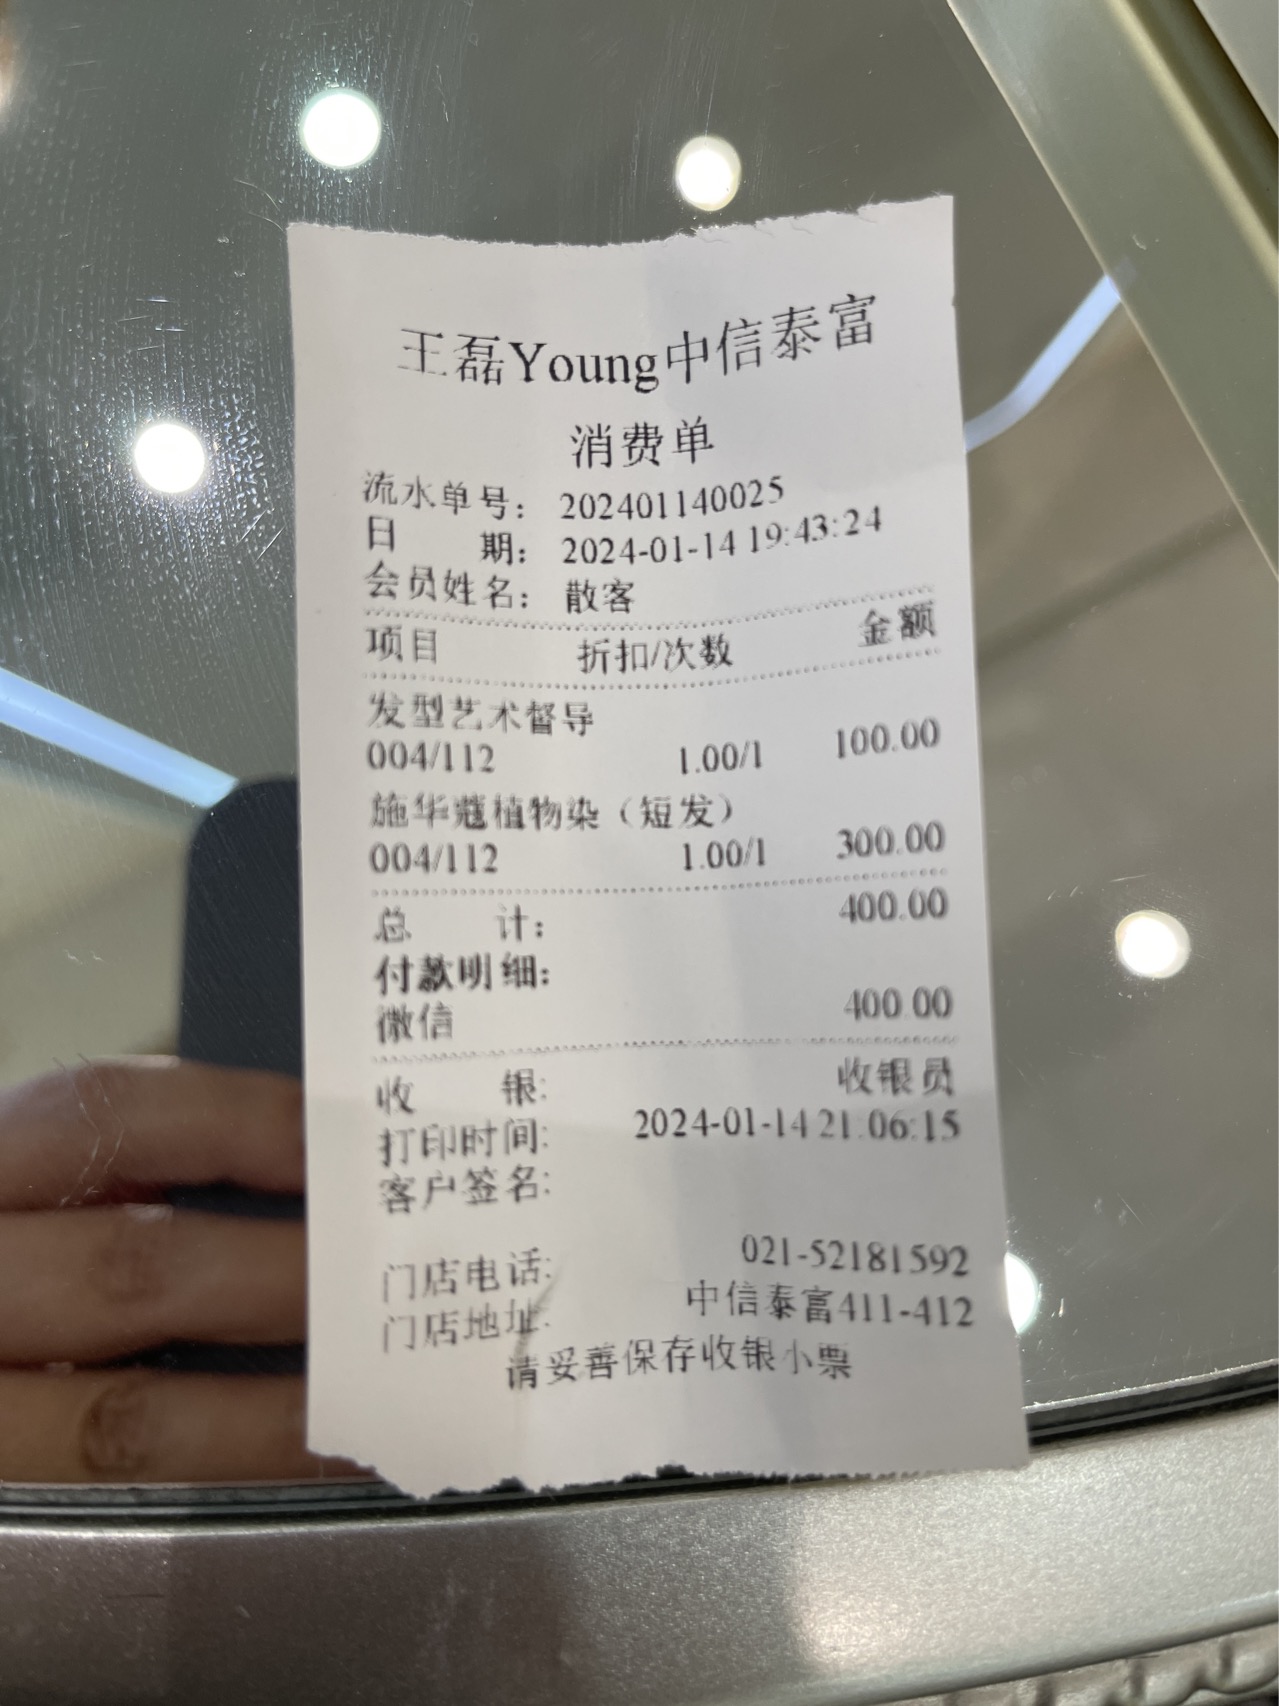 王磊Young中信泰富
消费单
流水单号： 202401140025
日 期： 2024-01-14 19:43:24
会员姓名： 散客
项目 折扣/次数 金额
发型艺术督导
004/112 1.00/1 100.00
施华蔻植物染（短发）
004/112 1.00/1 300.00
总 计： 400.00
付款明细:
微信 400.00
收 银: 收银员
打印时间: 2024-01-14 21:06:15
客户签名:
门店电话: 021-52181592
门店地址: 中信泰富411-412
请妥善保存收银小票